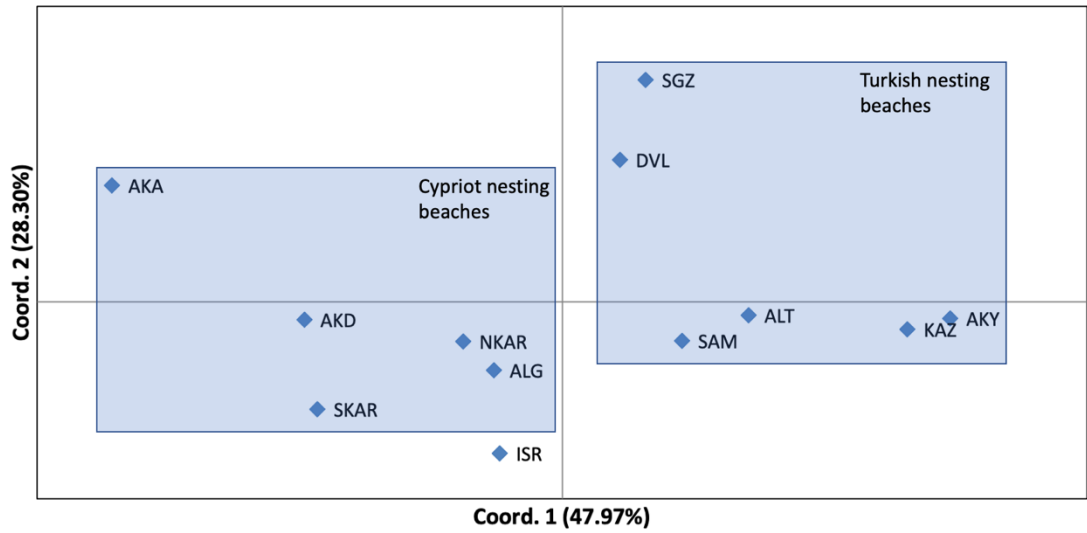 SGZ
Turkish nesting
beaches
DVL
AKA
Cypriot nesting
beaches
Coord. 2 (28.30%)
AKD
NKAR
ALT
AKY
KAZ
SAM
ALG
SKAR
ISR
Coord. 1 (47.97%)